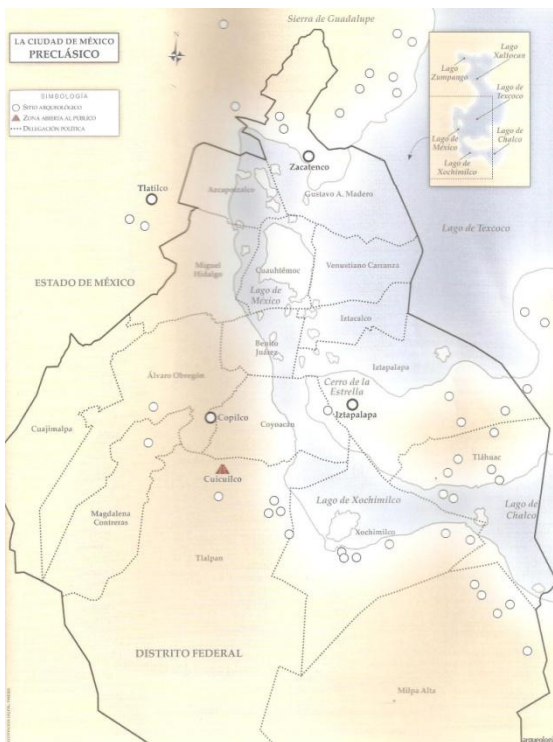 LA CIUDAD DE MÉXICO
PRECLÁSICO
SIMBOLOGÍA
SITIO ARQUEOLÓGICO
ZONA ABIERTA AL PÚBLICO
DELEGACIÓN POLÍTICA
Sierra de Guadalupe
Lago
Zumpango
Lago
Xaltocan
Lago de
Texcoco
Lago de
México
Lago de
Chalco
Lago de
Xochimilco
Zacatenco
Tlatilco
Azcapotzalco
Gustavo A. Madero
Lago de Texcoco
ESTADO DE MÉXICO
Miguel
Hidalgo
Cuauhtémoc
Venustiano Carranza
Lago de
México
Iztacalco
Benito
Juárez
Iztapalapa
Álvaro Obregón
Cerro de la
Estrella
Iztapalapa
Cuajimalpa
Copilco
Coyoacán
Tláhuac
Cuicuilco
Magdalena
Contreras
Lago de Xochimilco
Lago de
Chalco
Xochimilco
Tlalpan
DISTRITO FEDERAL
Milpa Alta